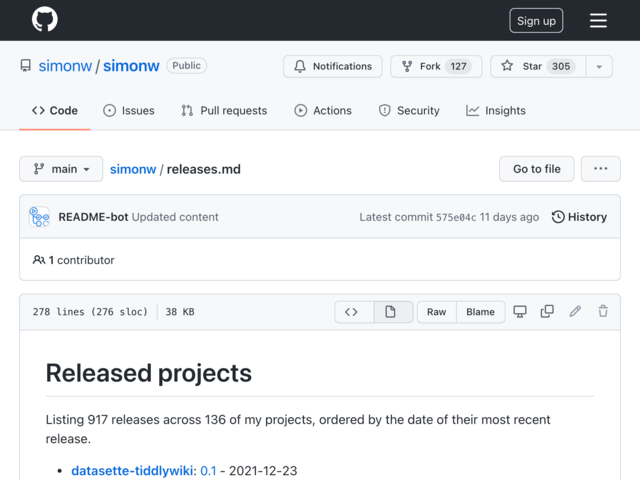 Sign up
simonw / simonw Public
Notifications
Fork 127
Star 305
Code
Issues
Pull requests
Actions
Security
Insights
main
simonw / releases.md
Go to file
README-bot Updated content
Latest commit 575e04c 11 days ago
History
1 contributor
278 lines (276 sloc)
38 KB
Raw
Blame
Released projects
Listing 917 releases across 136 of my projects, ordered by the date of their most recent
release.
• datasette-tiddlywiki: 0.1 - 2021-12-23